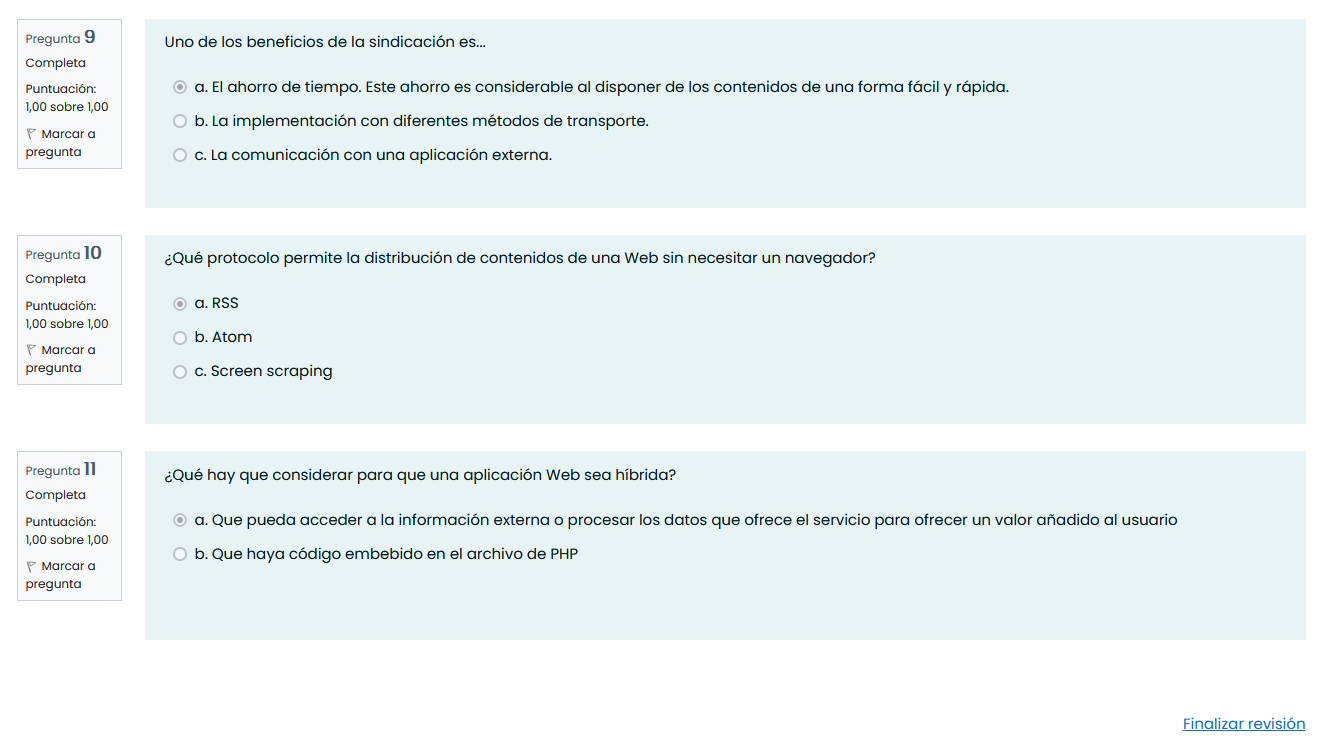 Pregunta 9
Completa
Puntuación:
1,00 sobre 1,00
Marcar a
pregunta
Uno de los beneficios de la sindicación es...
a. El ahorro de tiempo. Este ahorro es considerable al disponer de los contenidos de una forma fácil y rápida.
b. La implementación con diferentes métodos de transporte.
c. La comunicación con una aplicación externa.
Pregunta 10
Completa
Puntuación:
1,00 sobre 1,00
Marcar a
pregunta
¿Qué protocolo permite la distribución de contenidos de una Web sin necesitar un navegador?
a. RSS
b. Atom
c. Screen scraping
Pregunta 11
Completa
Puntuación:
1,00 sobre 1,00
Marcar a
pregunta
¿Qué hay que considerar para que una aplicación Web sea híbrida?
a. Que pueda acceder a la información externa o procesar los datos que ofrece el servicio para ofrecer un valor añadido al usuario
b. Que haya código embebido en el archivo de PHP
Finalizar revisión